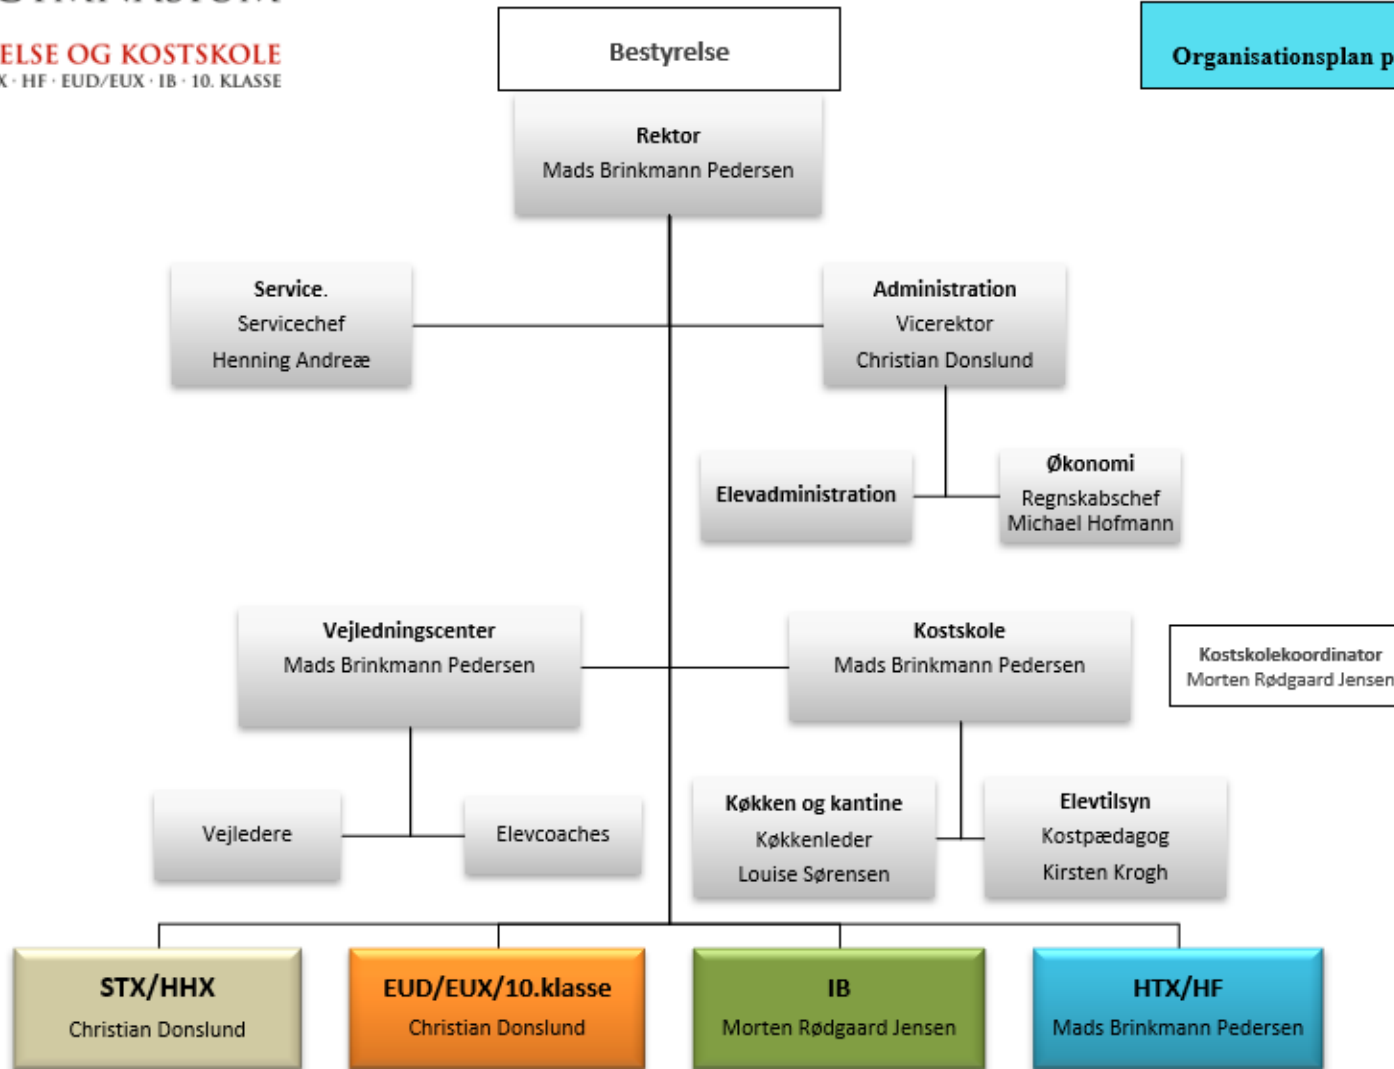 ELSE OG KOSTSKOLE
X · HF · EUD/EUX · IB · 10. KLASSE
Bestyrelse
Organisationsplan p
Rektor
Mads Brinkmann Pedersen
Service.
Servicechef
Henning Andreæ
Administration
Vicerektor
Christian Donslund
Elevadministration
Økonomi
Regnskabschef
Michael Hofmann
Vejledningscenter
Mads Brinkmann Pedersen
Kostskole
Mads Brinkmann Pedersen
Kostskolekoordinator
Morten Rødgaard Jensen
Vejledere
Elevcoaches
Køkken og kantine
Køkkenleder
Louise Sørensen
Elevtilsyn
Kostpædagog
Kirsten Krogh
STX/HHX
Christian Donslund
EUD/EUX/10.klasse
Christian Donslund
IB
Morten Rødgaard Jensen
HTX/HF
Mads Brinkmann Pedersen